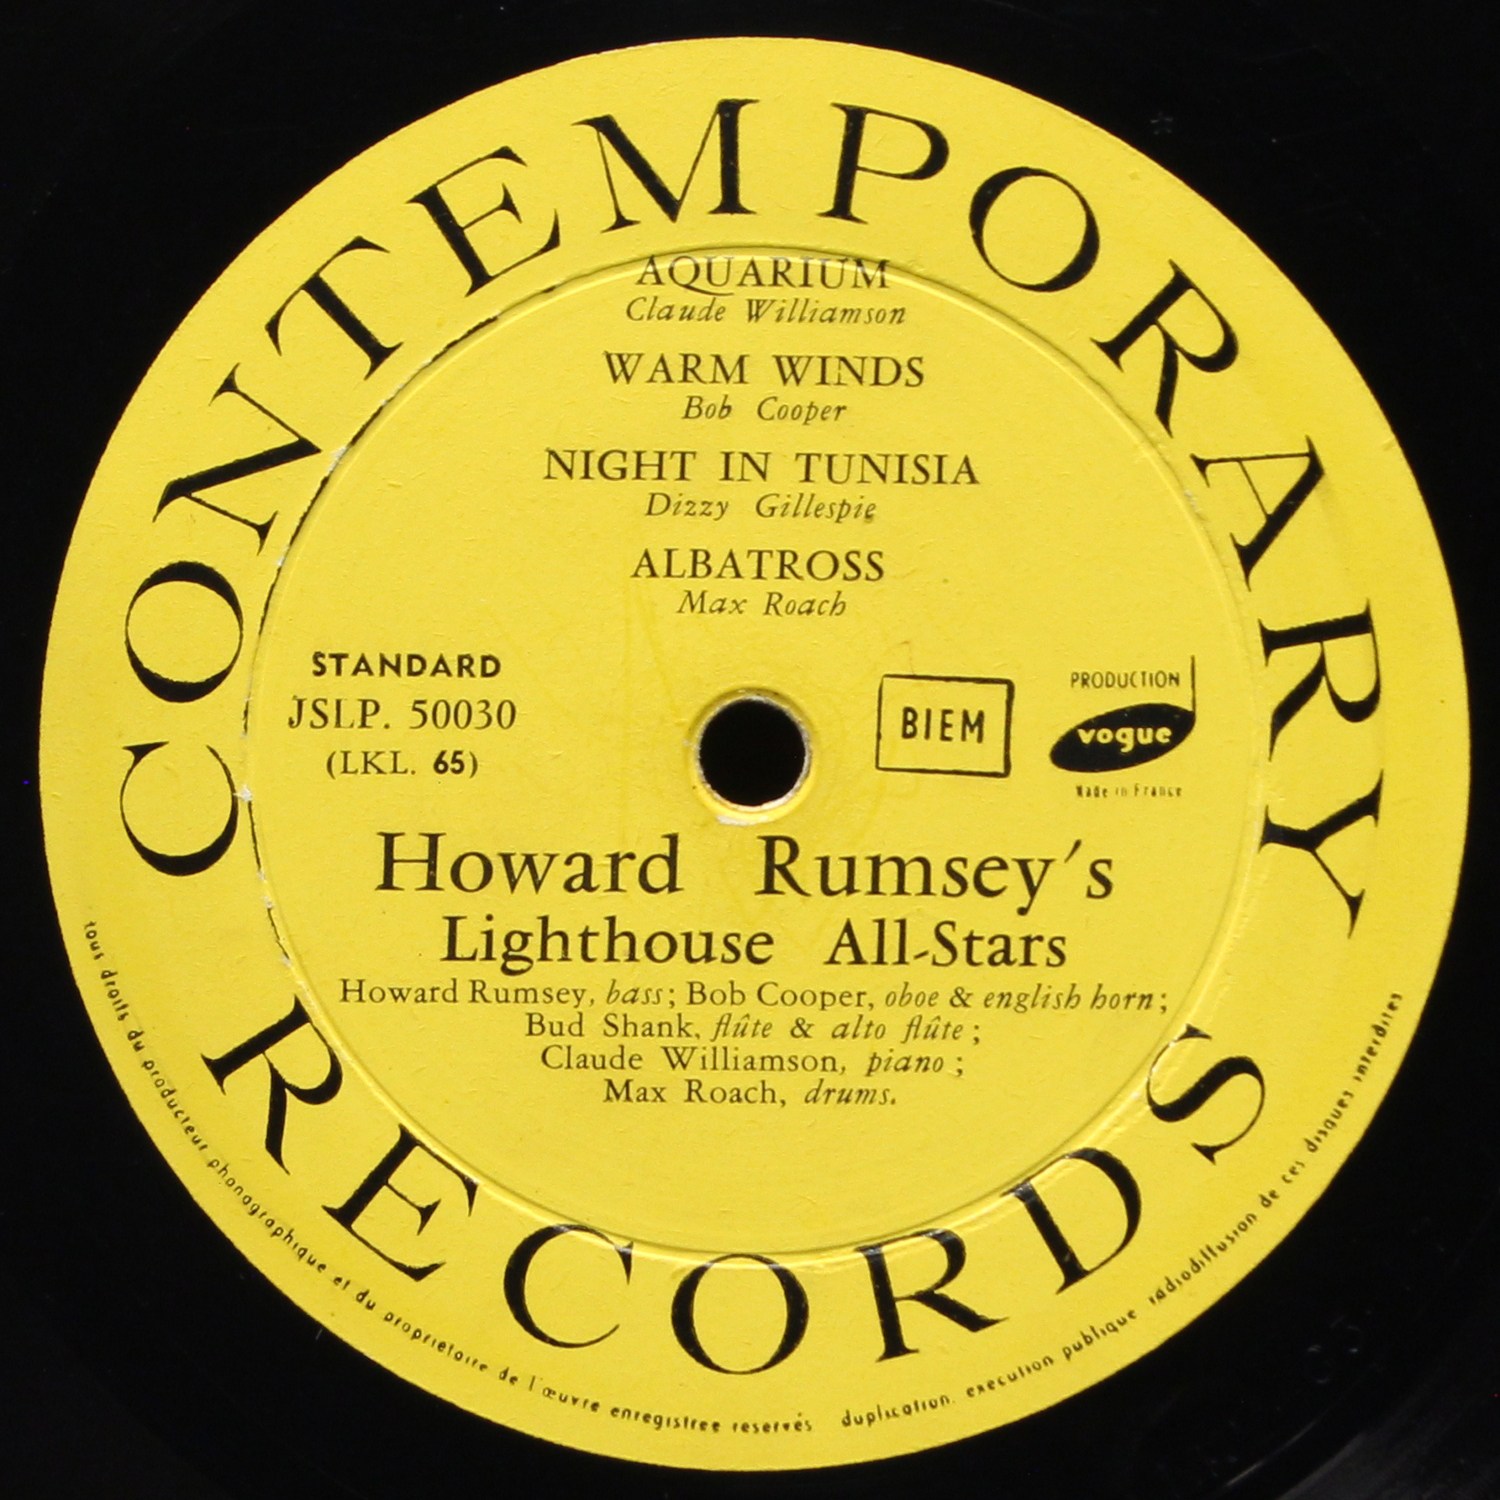 CONTEMPORARY
AQUARIUM
Claude Williamson
WARM WINDS
Bob Cooper
NIGHT IN TUNISIA
Dizzy Gillespie
ALBATROSS
Max Roach
STANDARD
JSLP. 50030
(LKL. 65)
BIEM
PRODUCTION
vogue
Made in France
Howard Rumsey's
Lighthouse All-Stars
Howard Rumsey, bass; Bob Cooper, oboe & english horn;
Bud Shank, flûte & alto flûte;
Claude Williamson, piano;
Max Roach, drums.
RECORDS
tous droits du producteur phonographique et du propriétaire de l'œuvre enregistrée réservés duplication, exécution publique radiodiffusion de ces disques interdites